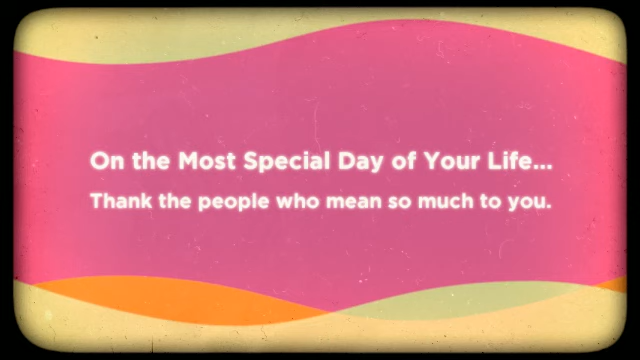 On the Most Special Day of Your Life...
Thank the people who mean so much to you.